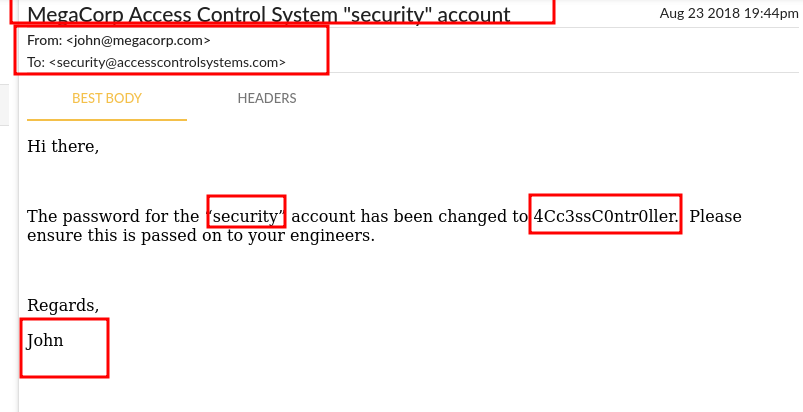 MegaCorp Access Control System "security" account
Aug 23 2018 19:44pm
From: <john@megacorp.com>
To: <security@accesscontrolsystems.com>
BEST BODY
HEADERS
Hi there,
The password for the “security” account has been changed to 4Cc3ssC0ntr0ller. Please
ensure this is passed on to your engineers.
Regards,
John